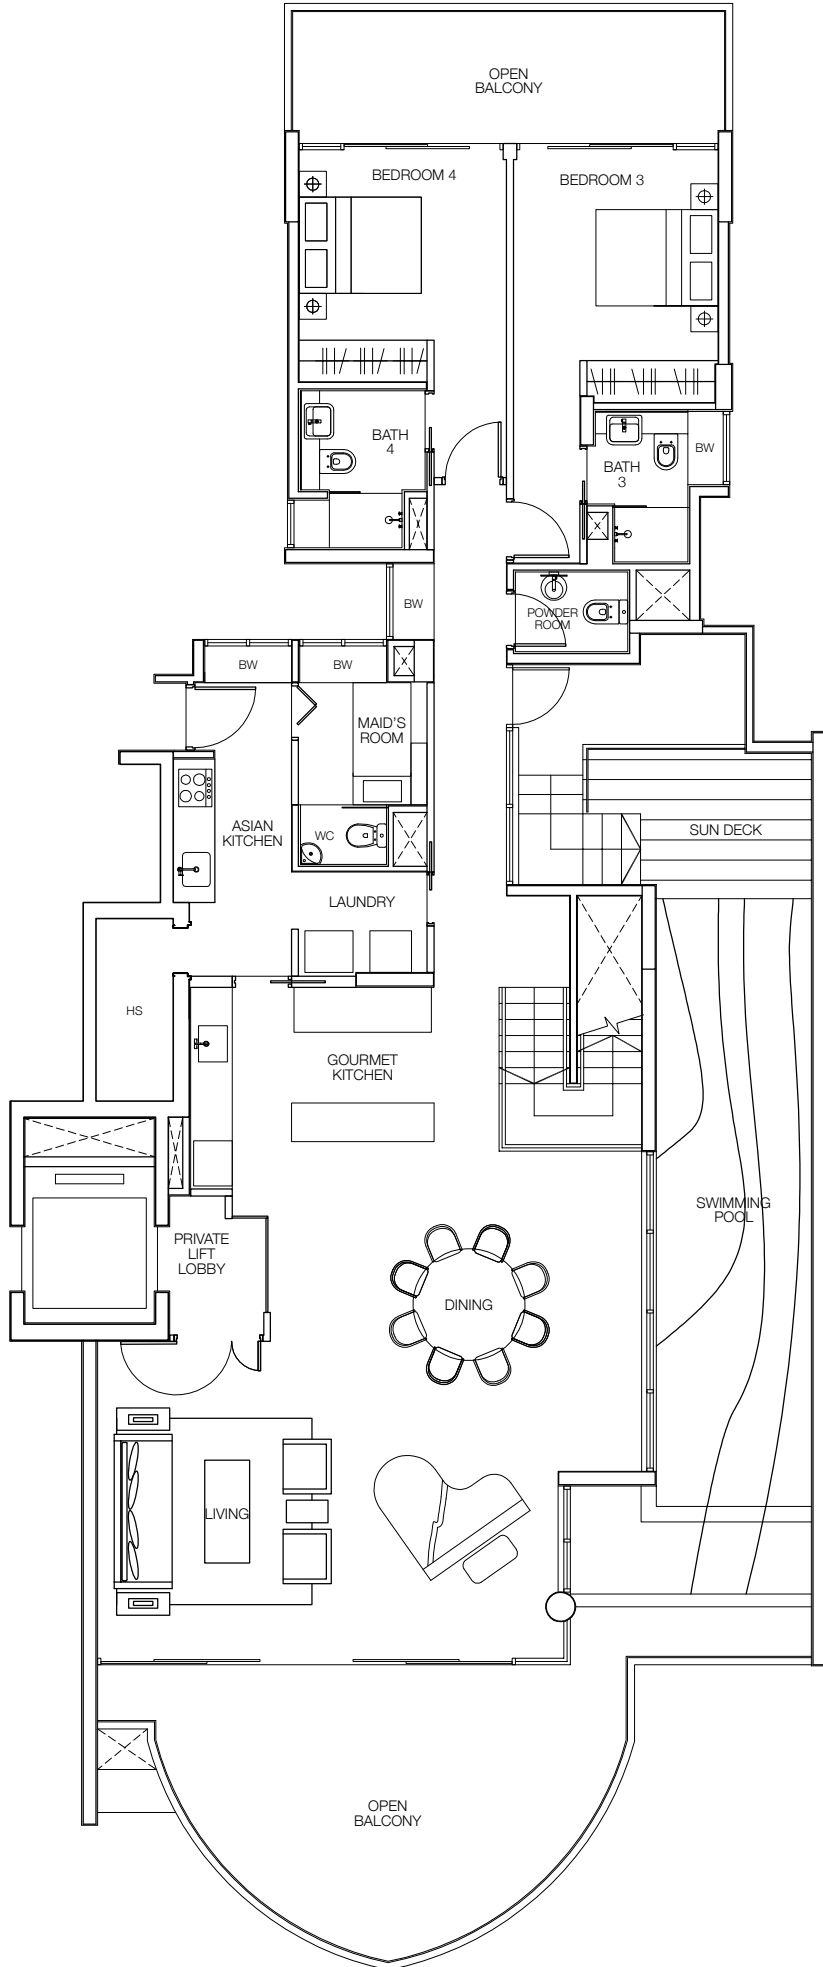 OPEN
BALCONY
BEDROOM 4
BEDROOM 3
BATH
4
BATH
3
BW
BW
POWDER
ROOM
BW
BW
MAID'S
ROOM
ASIAN
KITCHEN
WC
SUN DECK
LAUNDRY
HS
GOURMET
KITCHEN
SWIMMING
POOL
PRIVATE
LIFT
LOBBY
DINING
LIVING
OPEN
BALCONY